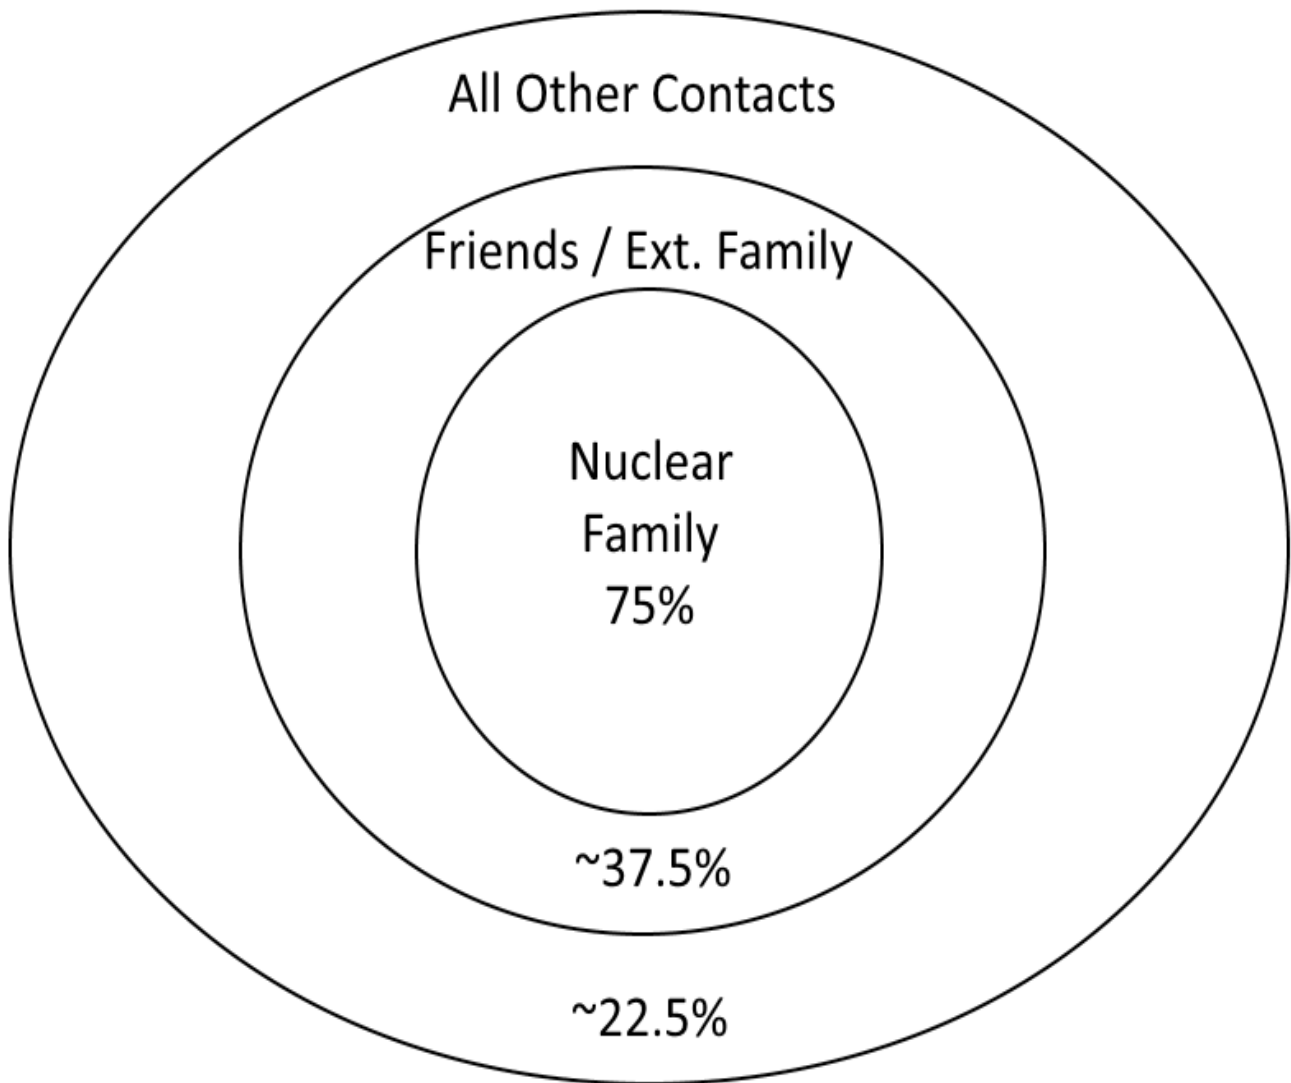 All Other Contacts
Friends / Ext. Family
Nuclear
Family
75%
~37.5%
~22.5%